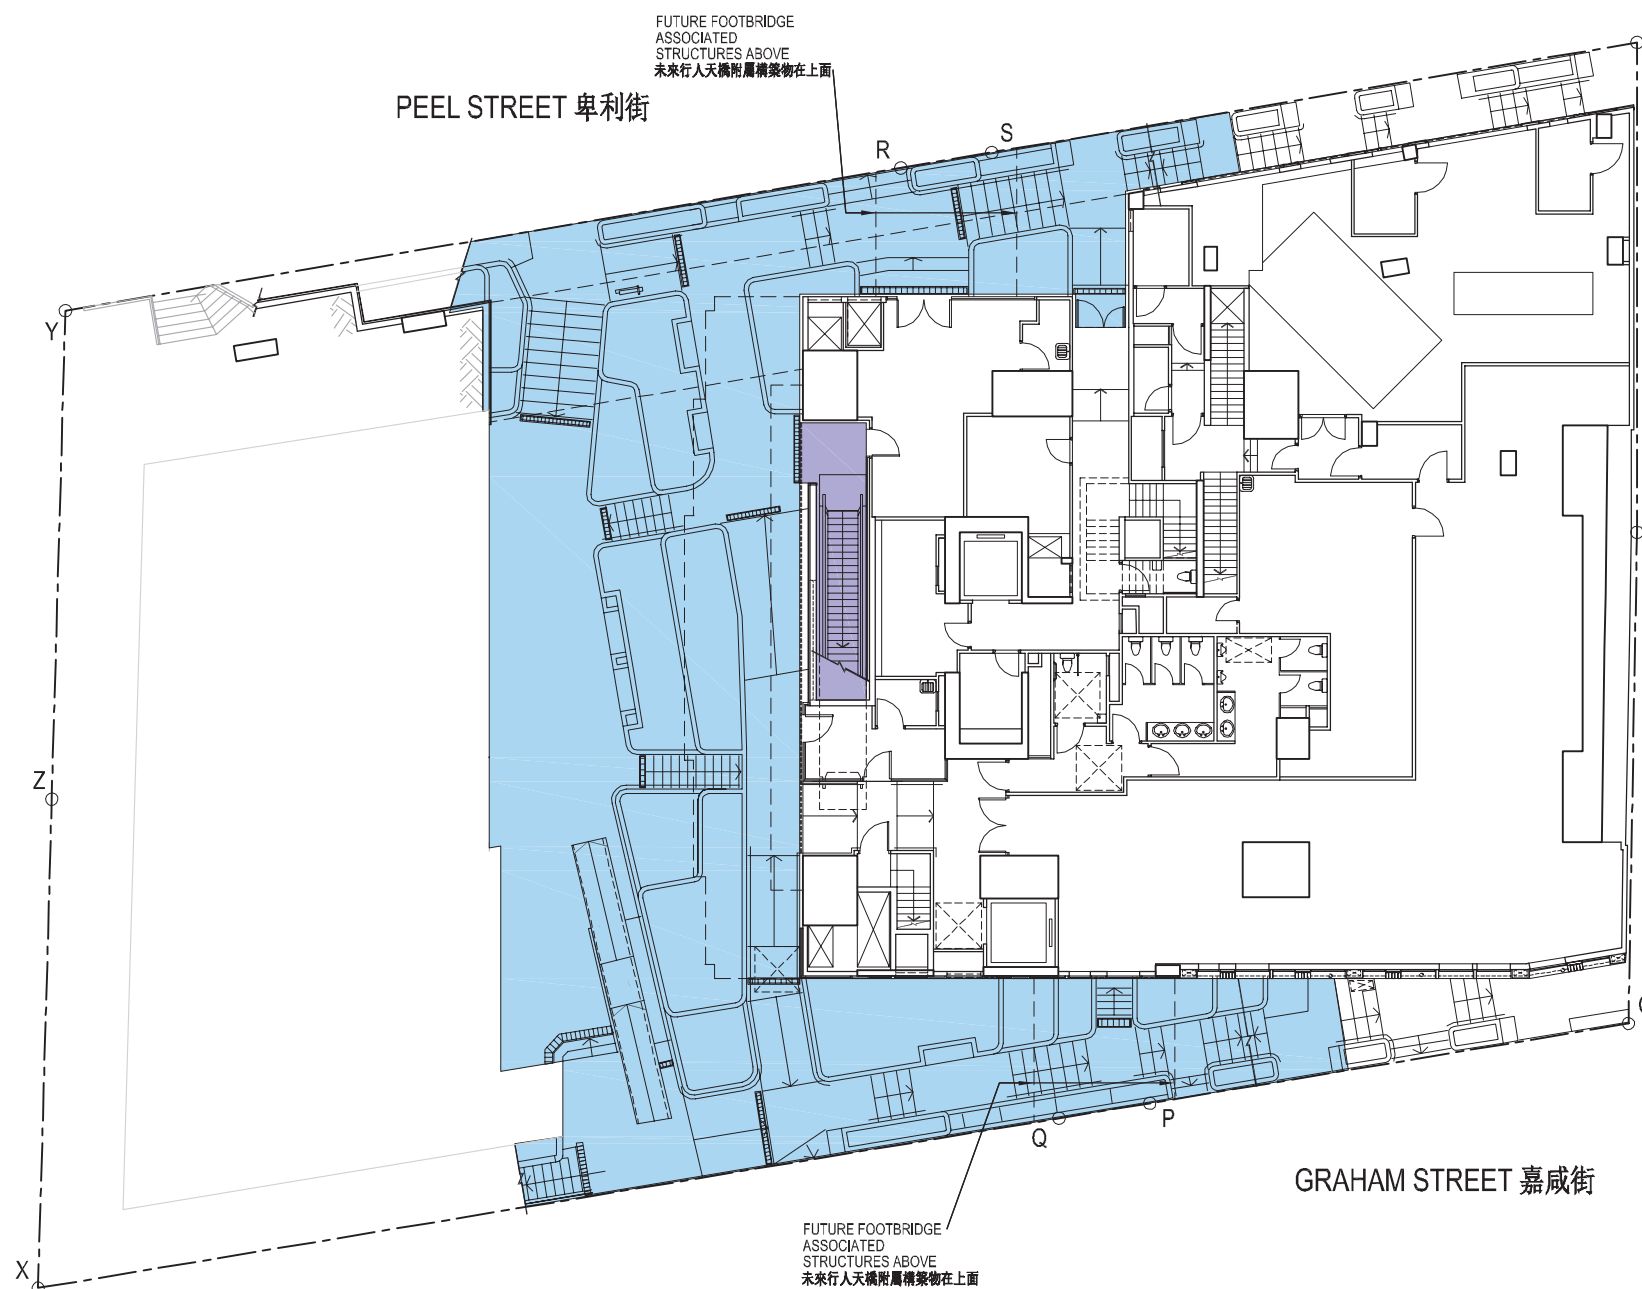 FUTURE FOOTBRIDGE
ASSOCIATED
STRUCTURES ABOVE
未來行人天橋附屬構築物在上面
PEEL STREET 卑利街
S
R
Y
Z
X
Q
P
GRAHAM STREET 嘉咸街
FUTURE FOOTBRIDGE
ASSOCIATED
STRUCTURES ABOVE
未來行人天橋附屬構築物在上面